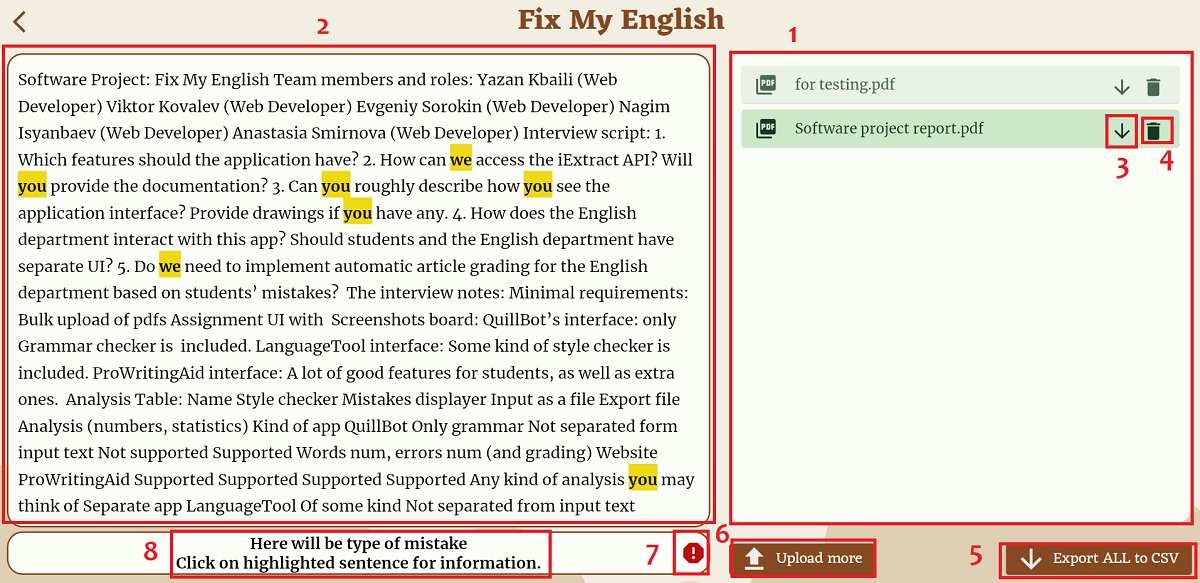 Fix My English
2
1
Software Project: Fix My English Team members and roles: Yazan Kbaili (Web
Developer) Viktor Kovalev (Web Developer) Evgeniy Sorokin (Web Developer) Nagim
Isyanbaev (Web Developer) Anastasia Smirnova (Web Developer) Interview script: 1.
Which features should the application have? 2. How can we access the iExtract API? Will
you provide the documentation? 3. Can you roughly describe how you see the
application interface? Provide drawings if you have any. 4. How does the English
department interact with this app? Should students and the English department have
separate UI? 5. Do we need to implement automatic article grading for the English
department based on students’ mistakes?  The interview notes: Minimal requirements:
Bulk upload of pdfs Assignment UI with  Screenshots board: QuillBot’s interface: only
Grammar checker is  included. LanguageTool interface: Some kind of style checker is
included. ProWritingAid interface: A lot of good features for students, as well as extra
ones.  Analysis Table: Name Style checker Mistakes displayer Input as a file Export file
Analysis (numbers, statistics) Kind of app QuillBot Only grammar Not separated form
input text Not supported Supported Words num, errors num (and grading) Website
ProWritingAid Supported Supported Supported Supported Any kind of analysis you may
think of Separate app LanguageTool Of some kind Not separated from input text
PDF for testing.pdf
PDF Software project report.pdf
3
4
8
Here will be type of mistake
Click on highlighted sentence for information.
7
6
Upload more
5
Export ALL to CSV